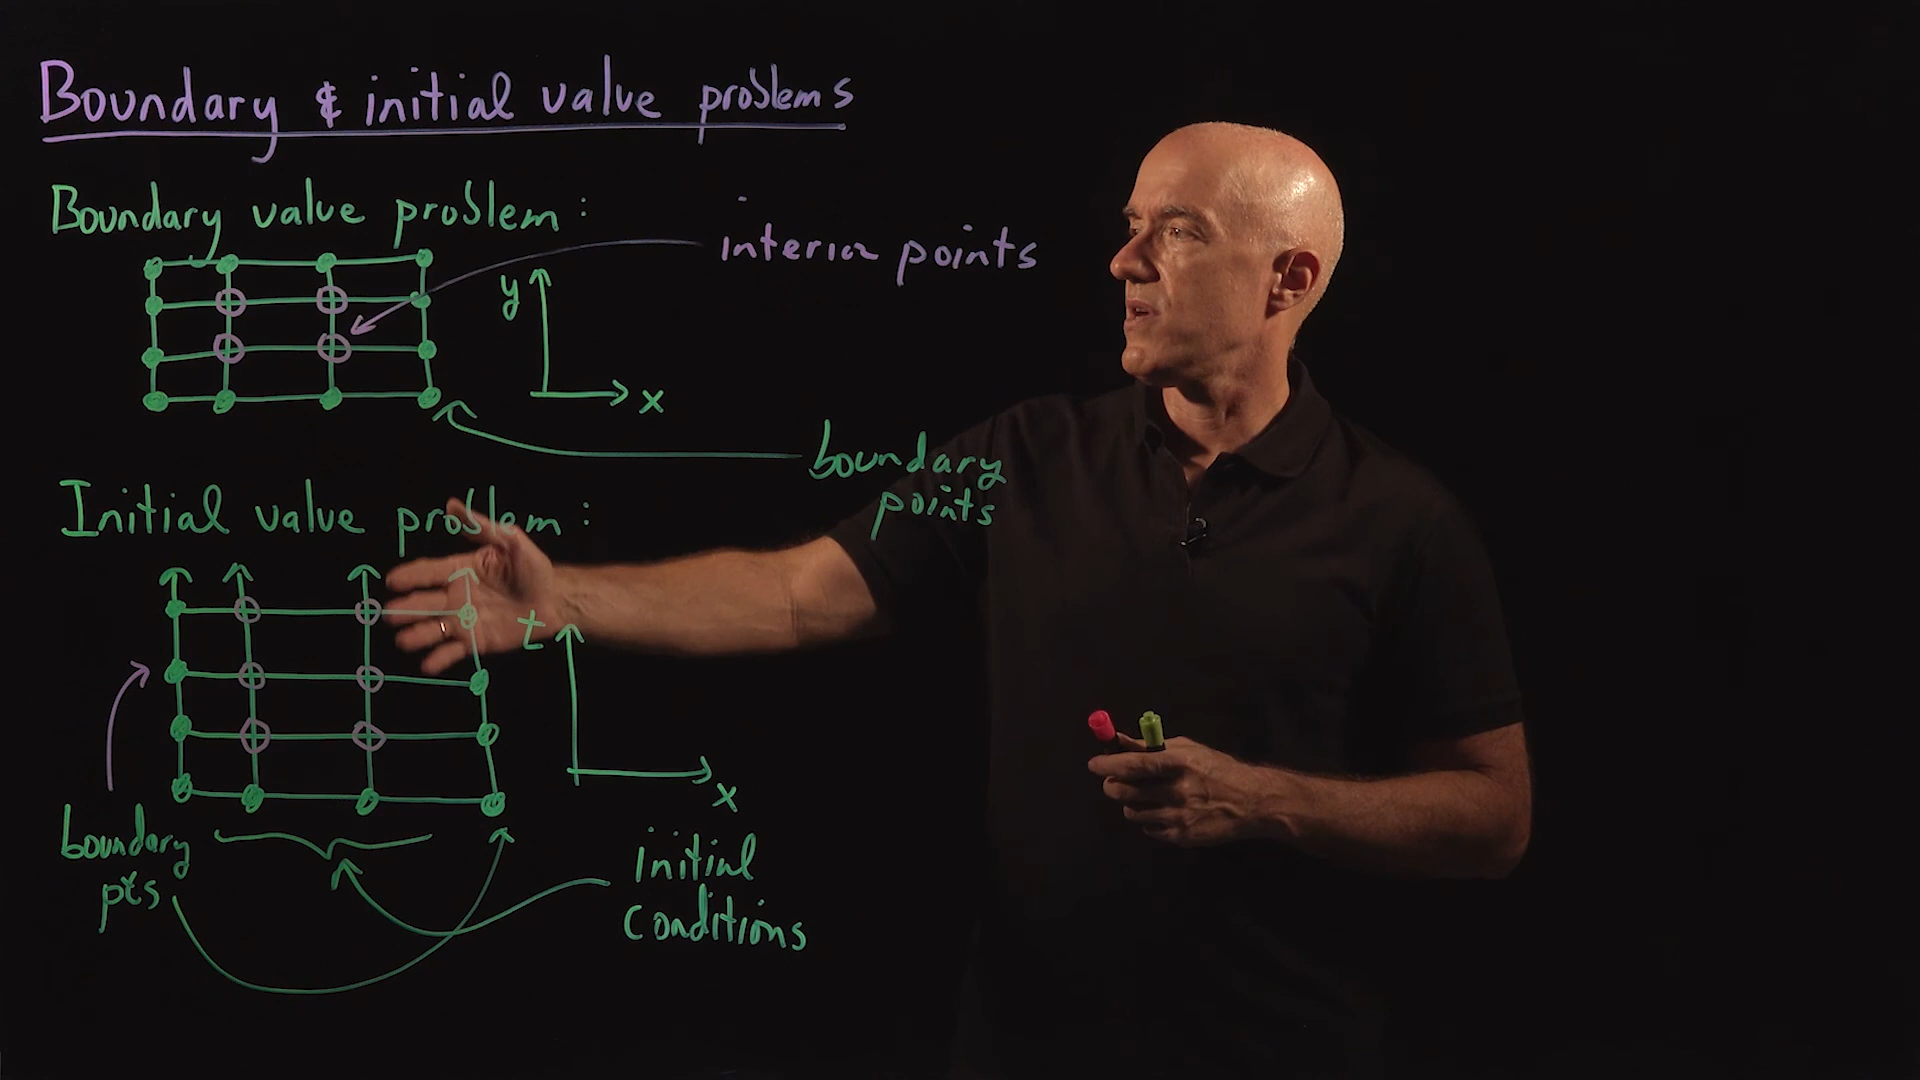 Boundary & initial value problems
Boundary value problem:
interior points
y
x
boundary
points
Initial value problem:
t
x
boundary
pts
initial
conditions